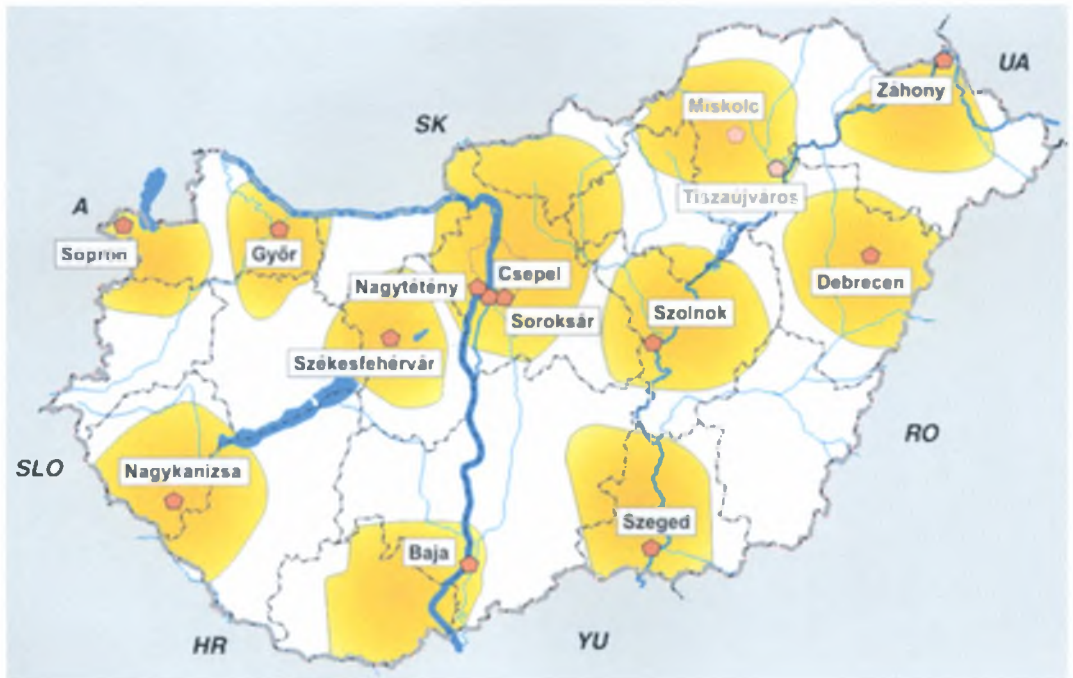 UA
Záhony
Miskolc
SK
Tiszaújváros
A
Sopron
Győr
Debrecen
Nagytétény
Csepel
Soroksár
Szolnok
Székesfehérvár
RO
SLO
Nagykanizsa
Szeged
Baja
HR
YU